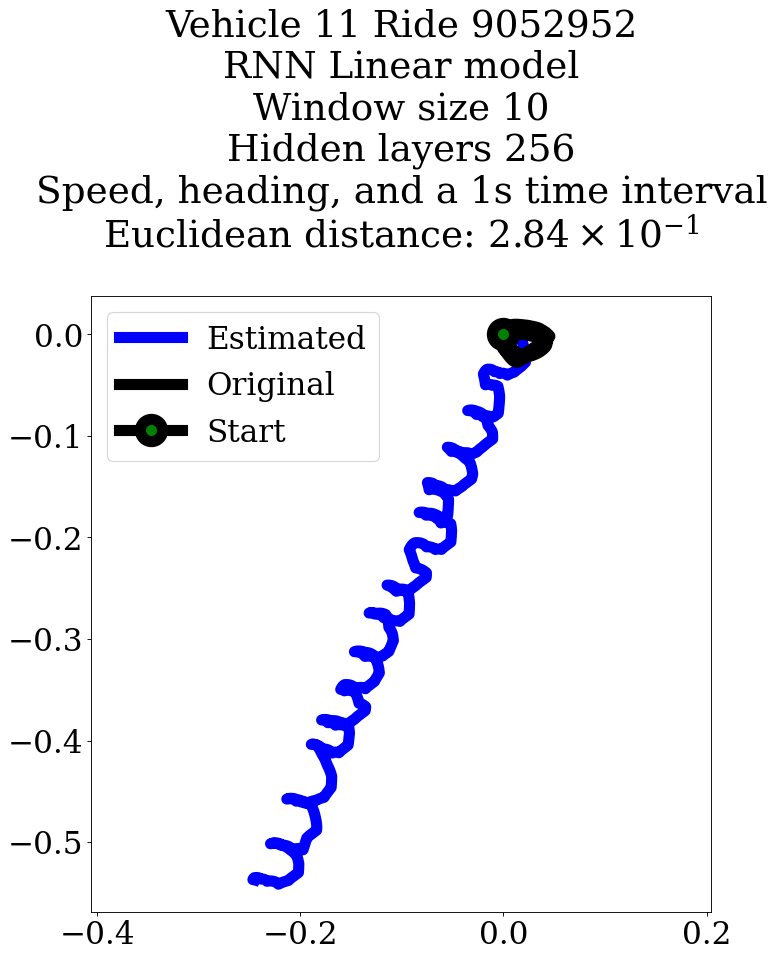 Vehicle 11 Ride 9052952
RNN Linear model
Window size 10
Hidden layers 256
Speed, heading, and a 1s time interval
Euclidean distance: 2.84 × 10⁻¹
Estimated
Original
Start
0.0
−0.1
−0.2
−0.3
−0.4
−0.5
−0.4 −0.2 0.0 0.2